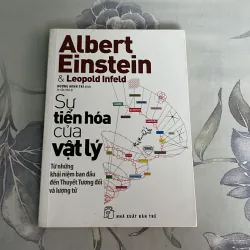 Albert
Einstein
& Leopold Infeld
Sự
tiến hóa
của
vật lý
Từ những
khái niệm ban đầu
đến Thuyết Tương đối
và lượng tử
NHÀ XUẤT BẢN TRẺ